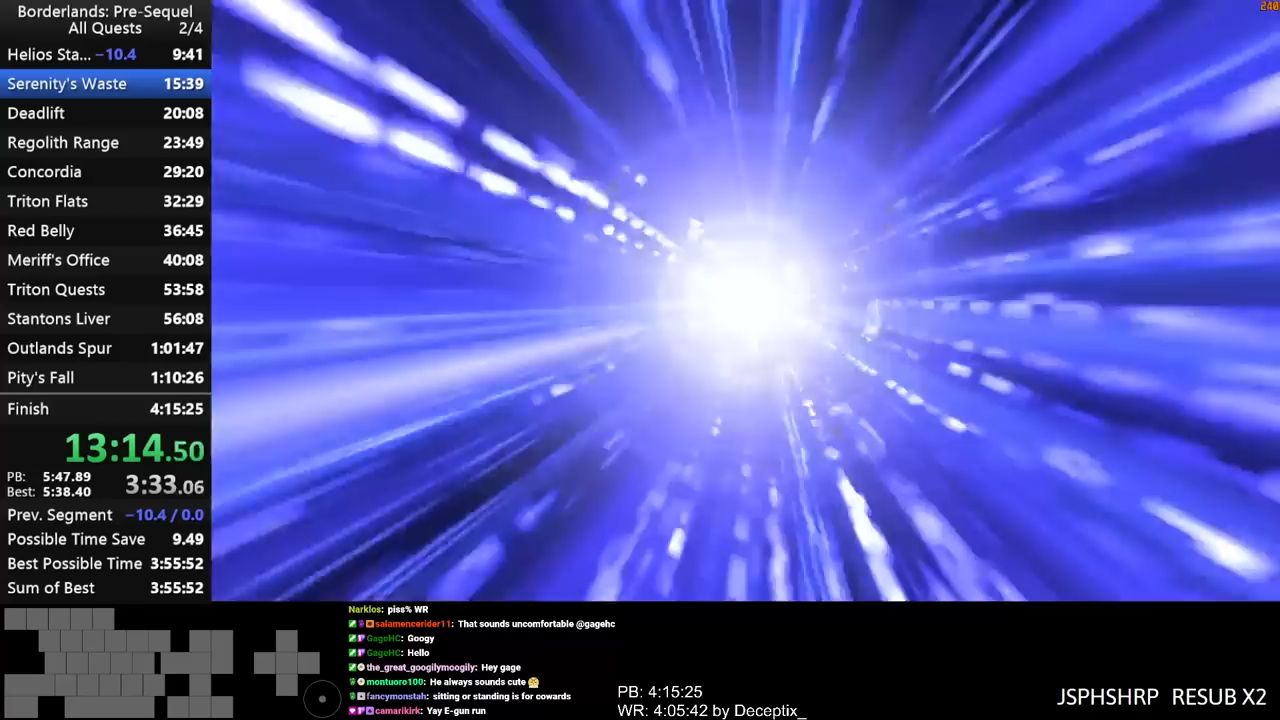 Borderlands: Pre-Sequel
All Quests 2/4
Helios Sta... −10.4 9:41
Serenity's Waste 15:39
Deadlift 20:08
Regolith Range 23:49
Concordia 29:20
Triton Flats 32:29
Red Belly 36:45
Meriff's Office 40:08
Triton Quests 53:58
Stantons Liver 56:08
Outlands Spur 1:01:47
Pity's Fall 1:10:26
Finish 4:15:25
13:14.50
PB: 5:47.89
Best: 5:38.40
3:33.06
Prev. Segment −10.4 / 0.0
Possible Time Save 9.49
Best Possible Time 3:55:52
Sum of Best 3:55:52
240
Narklos: piss% WR
salamencerider11: That sounds uncomfortable @gagehc
GageHC: Googy
GageHC: Hello
the_great_googilymoogily: Hey gage
montuoro100: He always sounds cute
fancymonstah: sitting or standing is for cowards
camarikirk: Yay E-gun run
PB: 4:15:25
WR: 4:05:42 by Deceptix_
JSPHSHRP RESUB X2